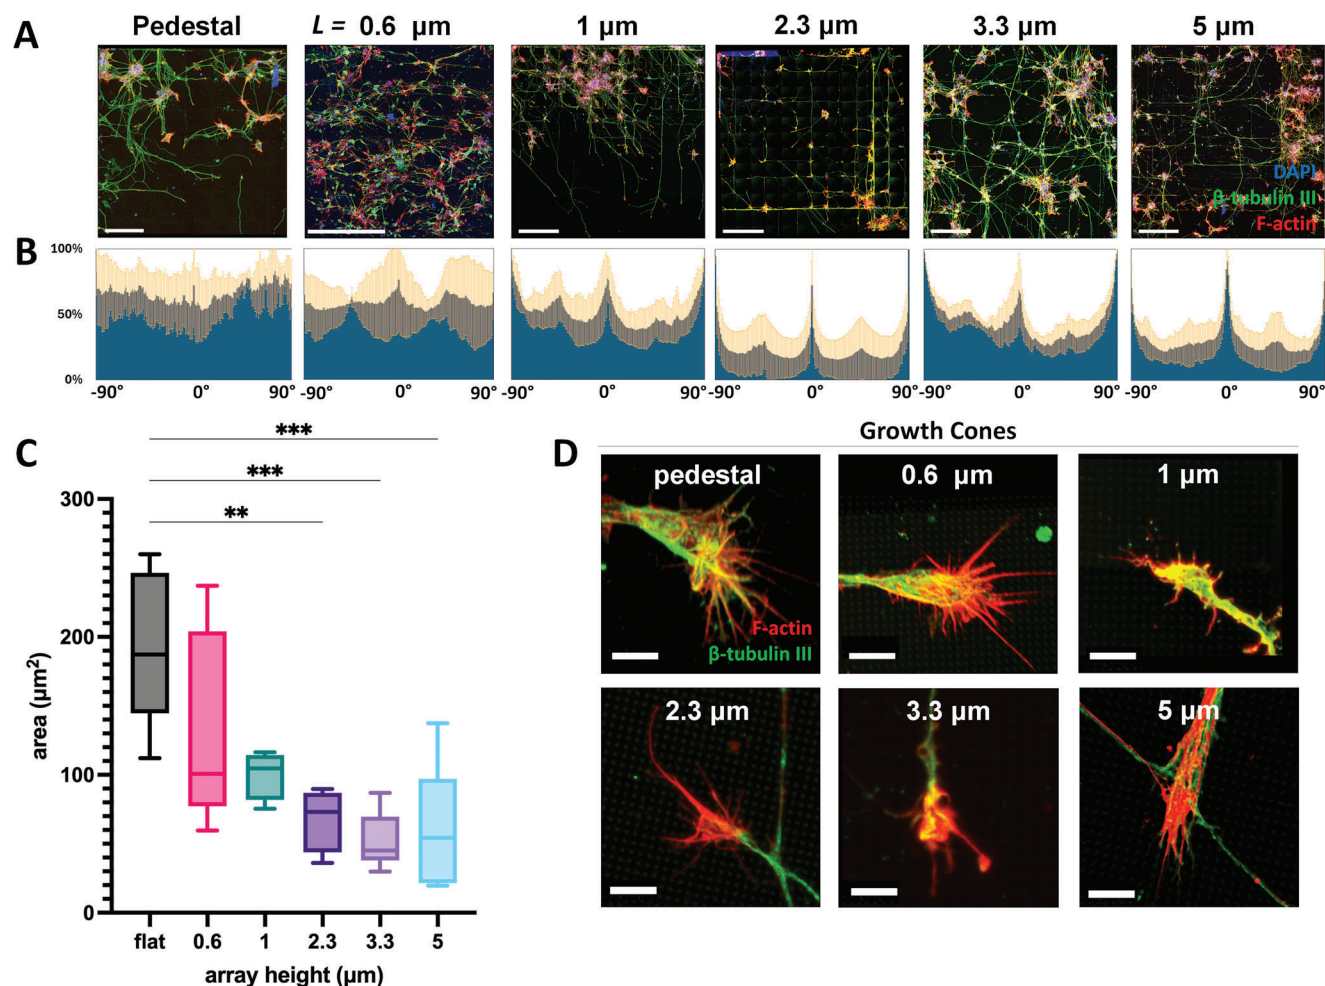 A
Pedestal
L = 0.6 μm
1 μm
2.3 μm
3.3 μm
5 μm
DAPI
β-tubulin III
F-actin
B
100%
50%
0%
-90° 0° 90°
-90° 0° 90°
-90° 0° 90°
-90° 0° 90°
-90° 0° 90°
-90° 0° 90°
C
***
***
**
300
200
100
0
area (μm²)
flat 0.6 1 2.3 3.3 5
array height (μm)
D
Growth Cones
pedestal
0.6 μm
1 μm
F-actin
β-tubulin III
2.3 μm
3.3 μm
5 μm